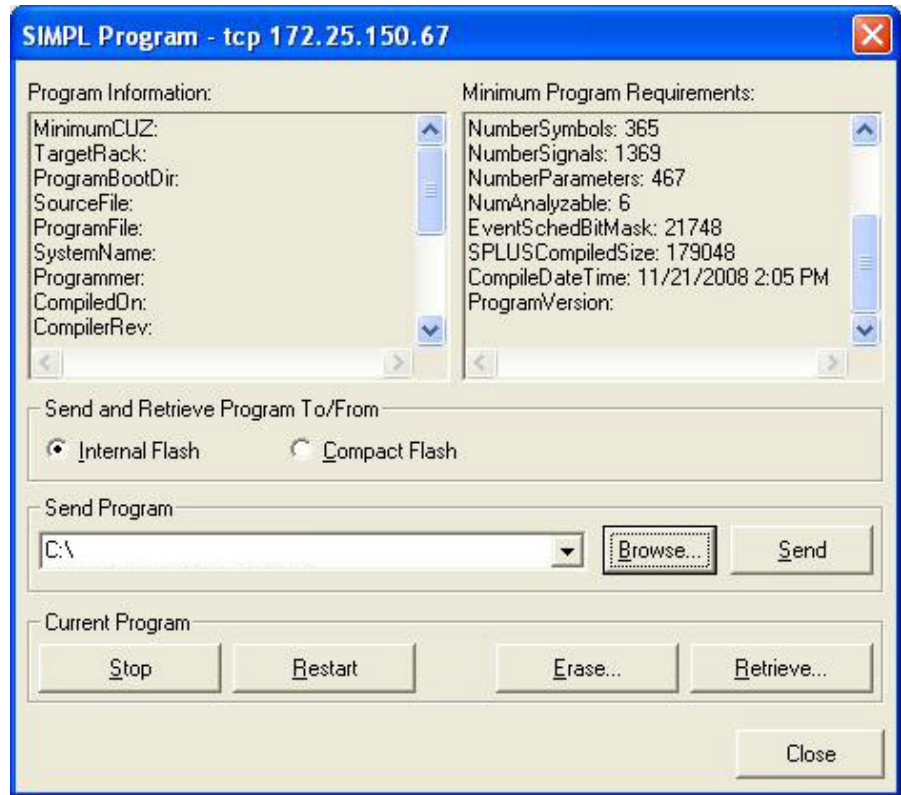 SIMPL Program - tcp 172.25.150.67
Program Information:
MinimumCUZ:
TargetRack:
ProgramBootDir:
SourceFile:
ProgramFile:
SystemName:
Programmer:
CompiledOn:
CompilerRev:
Minimum Program Requirements:
NumberSymbols: 365
NumberSignals: 1369
NumberParameters: 467
NumAnalyzable: 6
EventSchedBitMask: 21748
SPLUSCompiledSize: 179048
CompileDateTime: 11/21/2008 2:05 PM
ProgramVersion:
Send and Retrieve Program To/From
Internal Flash
Compact Flash
Send Program
C:\
Browse...
Send
Current Program
Stop
Restart
Erase...
Retrieve...
Close